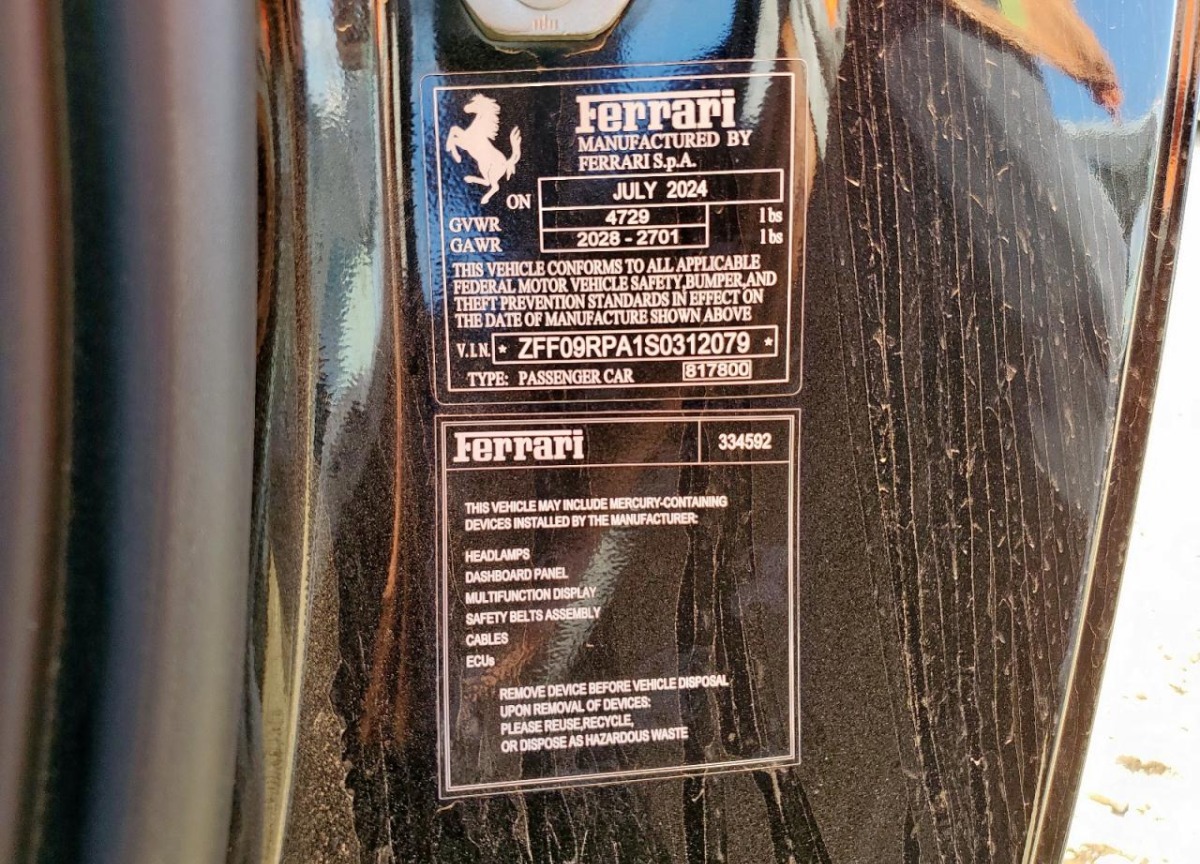 Ferrari
MANUFACTURED BY
FERRARI S.p.A.
ON JULY 2024
GVWR 4729 lbs
GAWR 2028 - 2701 lbs
THIS VEHICLE CONFORMS TO ALL APPLICABLE
FEDERAL MOTOR VEHICLE SAFETY,BUMPER,AND
THEFT PREVENTION STANDARDS IN EFFECT ON
THE DATE OF MANUFACTURE SHOWN ABOVE
V.I.N. * ZFF09RPA1S0312079 *
TYPE: PASSENGER CAR 817800
Ferrari 334592
THIS VEHICLE MAY INCLUDE MERCURY-CONTAINING
DEVICES INSTALLED BY THE MANUFACTURER:
HEADLAMPS
DASHBOARD PANEL
MULTIFUNCTION DISPLAY
SAFETY BELTS ASSEMBLY
CABLES
ECUs
REMOVE DEVICE BEFORE VEHICLE DISPOSAL
UPON REMOVAL OF DEVICES:
PLEASE REUSE,RECYCLE,
OR DISPOSE AS HAZARDOUS WASTE